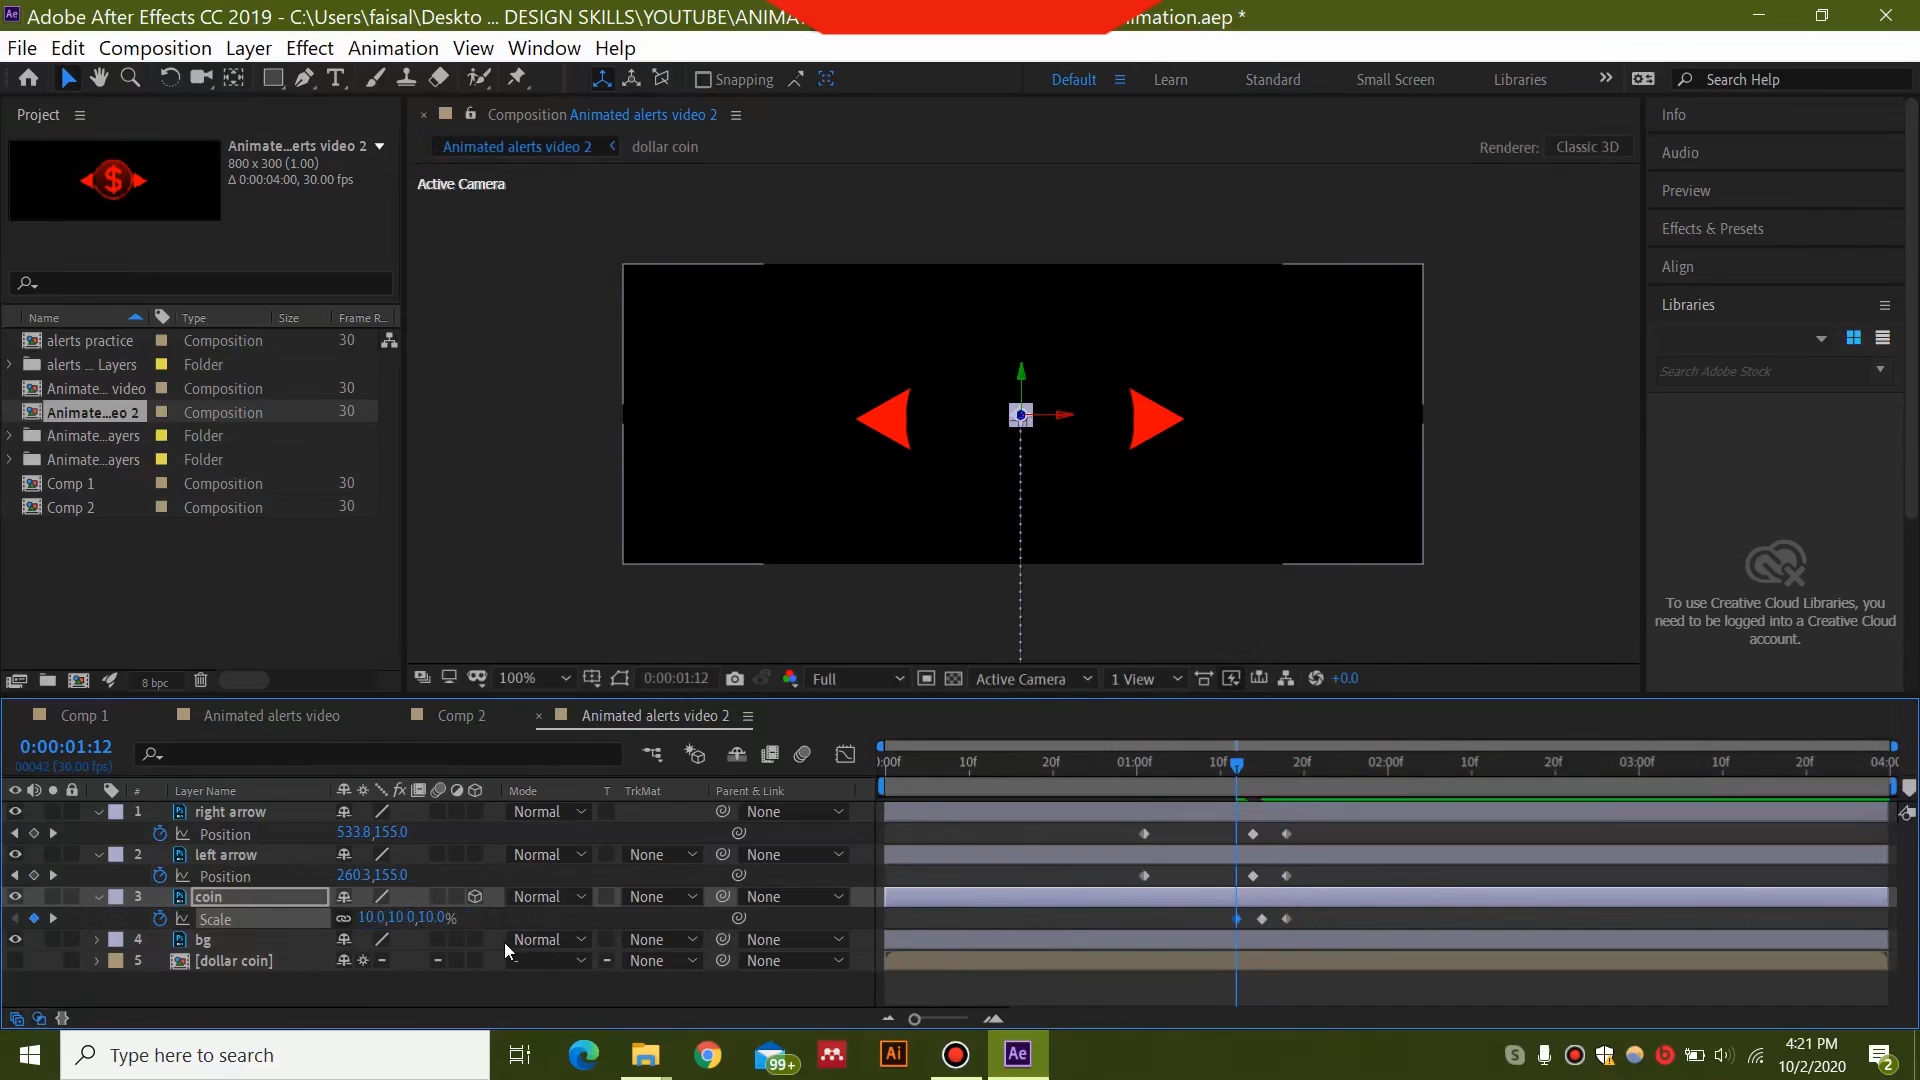 Adobe After Effects CC 2019 - C:\Users\faisal\Deskto ... DESIGN SKILLS\YOUTUBE\ANIMA
imation.aep *
File Edit Composition Layer Effect Animation View Window Help
Snapping
Default
Learn
Standard
Small Screen
Libraries
Search Help
Project
Animate...erts video 2
800 x 300 (1.00)
Δ 0:00:04:00, 30.00 fps
Name Type Size Frame R...
alerts practice Composition 30
alerts ... Layers Folder
Animate... video Composition 30
Animate...eo 2 Composition 30
Animate...ayers Folder
Animate...ayers Folder
Comp 1 Composition 30
Comp 2 Composition 30
8 bpc
Composition Animated alerts video 2
Animated alerts video 2
dollar coin
Renderer: Classic 3D
Active Camera
100%
0:00:01:12
Full
Active Camera
1 View
+0.0
Info
Audio
Preview
Effects & Presets
Align
Libraries
Search Adobe Stock
To use Creative Cloud Libraries, you
need to be logged into a Creative Cloud
account.
Comp 1
Animated alerts video
Comp 2
Animated alerts video 2
0:00:01:12
00042 (30.00 fps)
# Layer Name Mode T TrkMat Parent & Link
):00f 10f 20f 01:00f 10f 20f 02:00f 10f 20f 03:00f 10f 20f 04:00
1 right arrow Normal None
Position 533.8,155.0
2 left arrow Normal None None
Position 260.3,155.0
3 coin Normal None None
Scale 10.0,10.0,10.0%
4 bg Normal None None
5 [dollar coin] - None None
Type here to search
99+
Ai
Ae
4:21 PM
10/2/2020
2